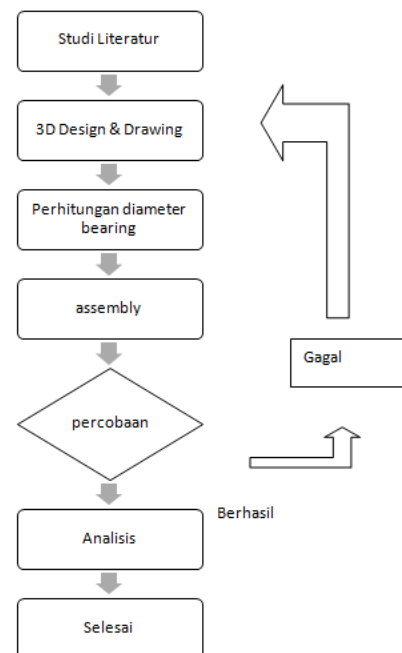 Studi Literatur
3D Design & Drawing
Perhitungan diameter
bearing
assembly
Gagal
percobaan
Berhasil
Analisis
Selesai